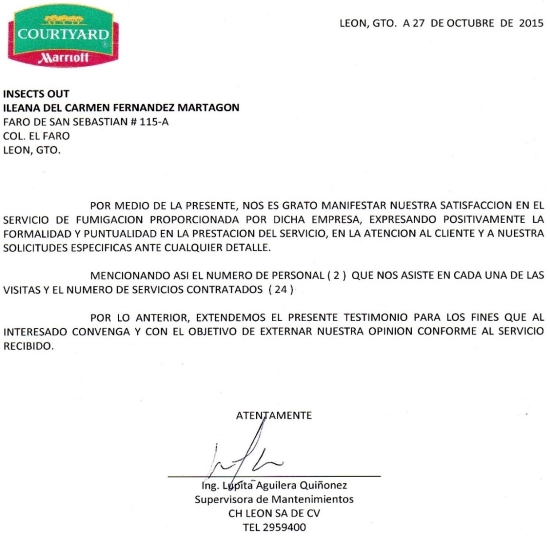 COURTYARD
Marriott
LEON, GTO. A 27 DE OCTUBRE DE 2015
INSECTS OUT
ILEANA DEL CARMEN FERNANDEZ MARTAGON
FARO DE SAN SEBASTIAN # 115-A
COL. EL FARO
LEON, GTO.
POR MEDIO DE LA PRESENTE, NOS ES GRATO MANIFESTAR NUESTRA SATISFACCION EN EL
SERVICIO DE FUMIGACION PROPORCIONADA POR DICHA EMPRESA, EXPRESANDO POSITIVAMENTE LA
FORMALIDAD Y PUNTUALIDAD EN LA PRESTACION DEL SERVICIO, EN LA ATENCION AL CLIENTE Y A NUESTRA
SOLICITUDES ESPECIFICAS ANTE CUALQUIER DETALLE.
MENCIONANDO ASI EL NUMERO DE PERSONAL ( 2 ) QUE NOS ASISTE EN CADA UNA DE LAS
VISITAS Y EL NUMERO DE SERVICIOS CONTRATADOS ( 24 )
POR LO ANTERIOR, EXTENDEMOS EL PRESENTE TESTIMONIO PARA LOS FINES QUE AL
INTERESADO CONVENGA Y CON EL OBJETIVO DE EXTERNAR NUESTRA OPINION CONFORME AL SERVICIO
RECIBIDO.
ATENTAMENTE
Ing. Lupita Aguilera Quiñonez
Supervisora de Mantenimientos
CH LEON SA DE CV
TEL 2959400